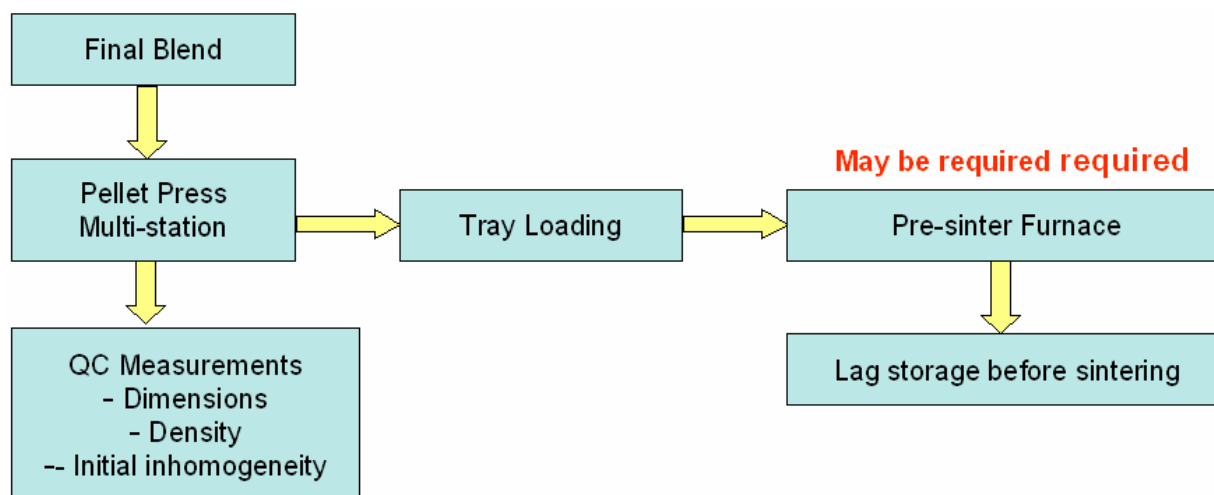 Final Blend
Pellet Press
Multi-station
Tray Loading
May be required required
Pre-sinter Furnace
QC Measurements
- Dimensions
- Density
-- Initial inhomogeneity
Lag storage before sintering